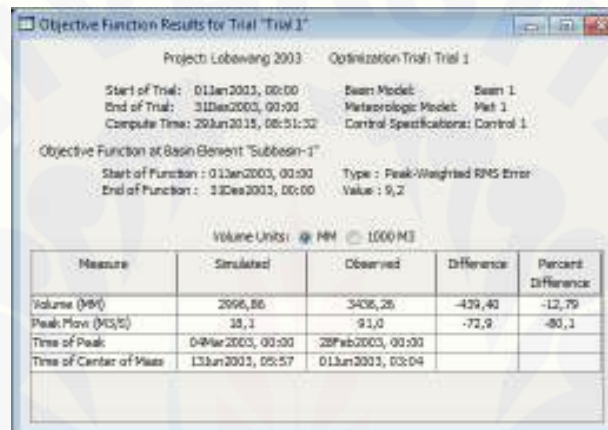 Objective Function Results for Trial "Trial 1"
Project: Lobawang 2003 Optimization Trial: Trial 1
Start of Trial: 01Jan2003, 00:00 Basin Model: Basin 1
End of Trial: 31Des2003, 00:00 Meteorologic Model: Met 1
Compute Time: 29Jun2015, 08:51:32 Control Specifications: Control 1
Objective Function at Basin Element "Subbasin-1"
Start of Function : 01Jan2003, 00:00 Type : Peak-Weighted RMS Error
End of Function : 31Des2003, 00:00 Value : 9,2
Volume Units: MM 1000 M3
Measure Simulated Observed Difference Percent Difference
Volume (MM) 2996,86 3436,26 -439,40 -12,79
Peak Flow (M3/S) 18,1 91,0 -72,9 -80,1
Time of Peak 04Mar2003, 00:00 28Feb2003, 00:00
Time of Center of Mass 13Jun2003, 05:57 01Jun2003, 03:04